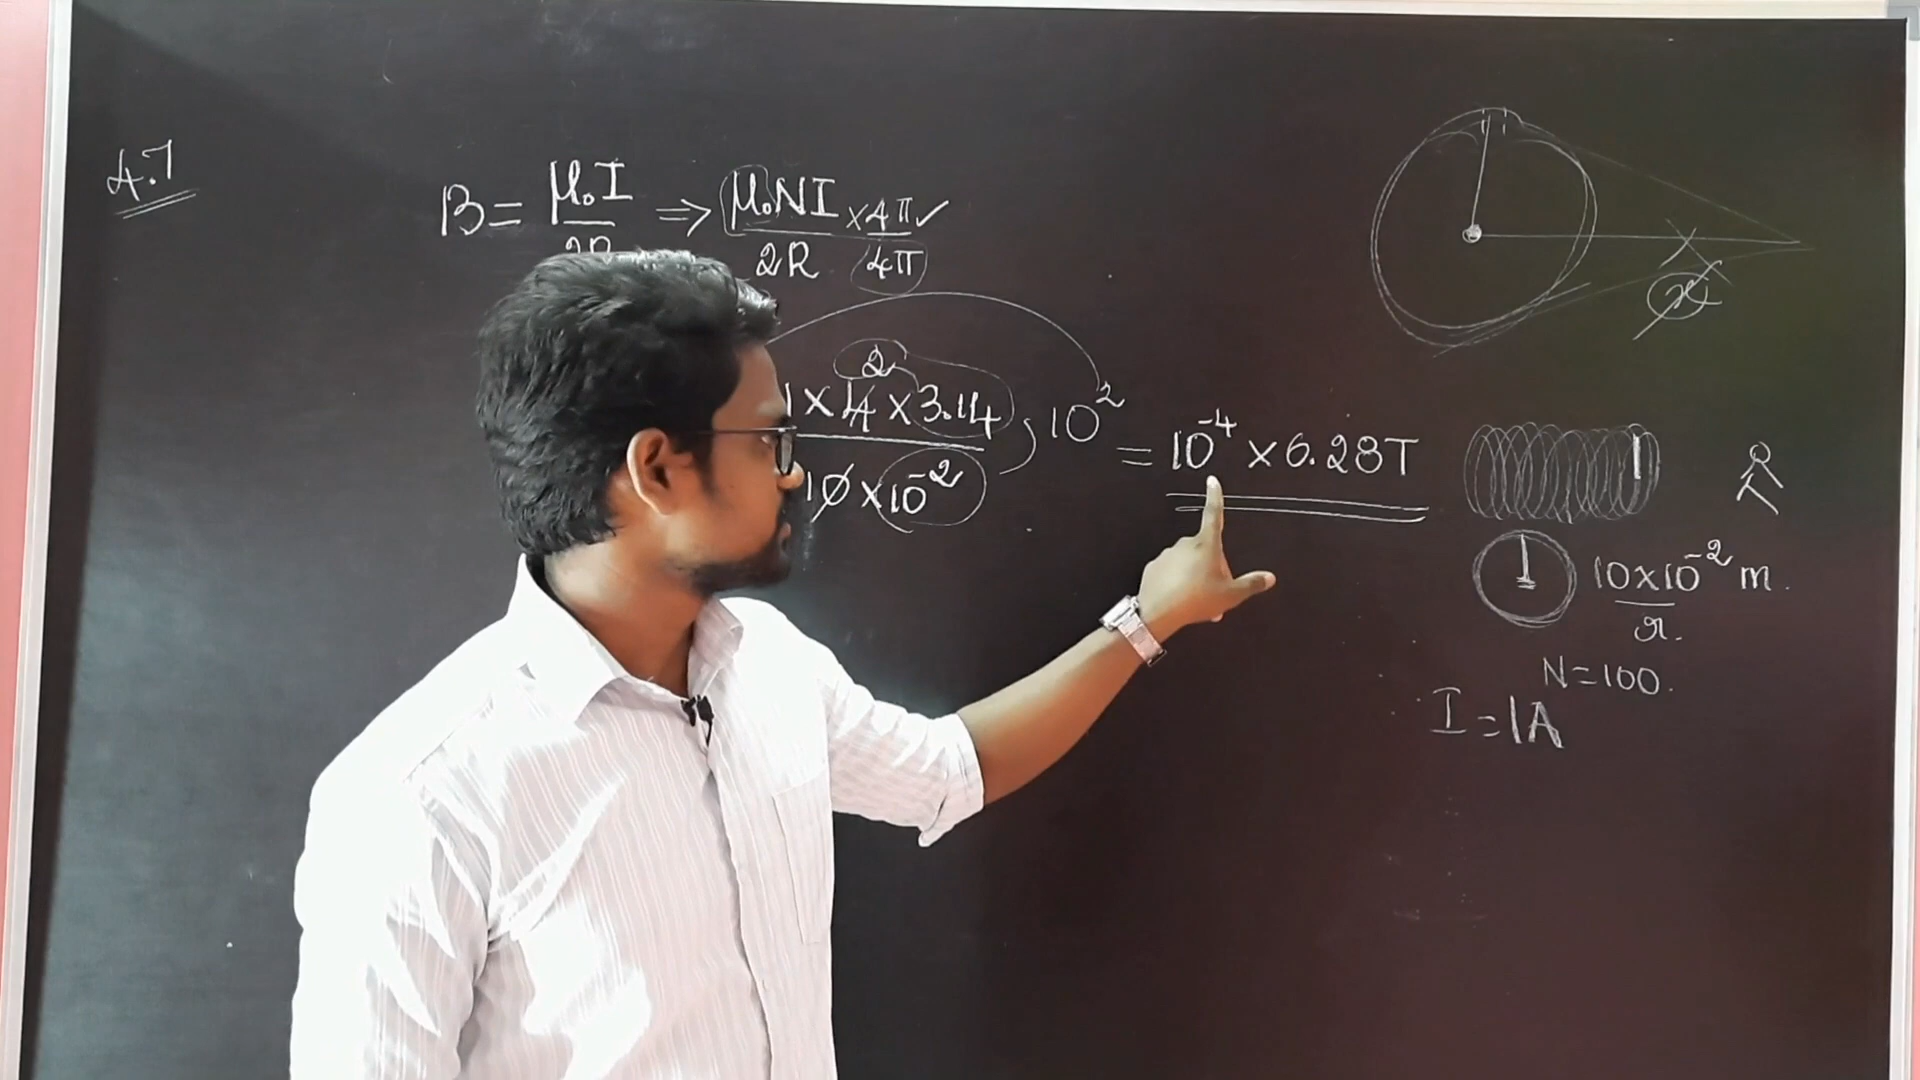 4.7
B = μ₀I / 2R ⇒ μ₀NI / 2R × 4π / 4π ✓
1 × 4 × 3.14 / 10 × 10⁻²
2
10²
= 10⁻⁴ × 6.28T
x
10×10⁻² m.
r.
N=100.
I=1A